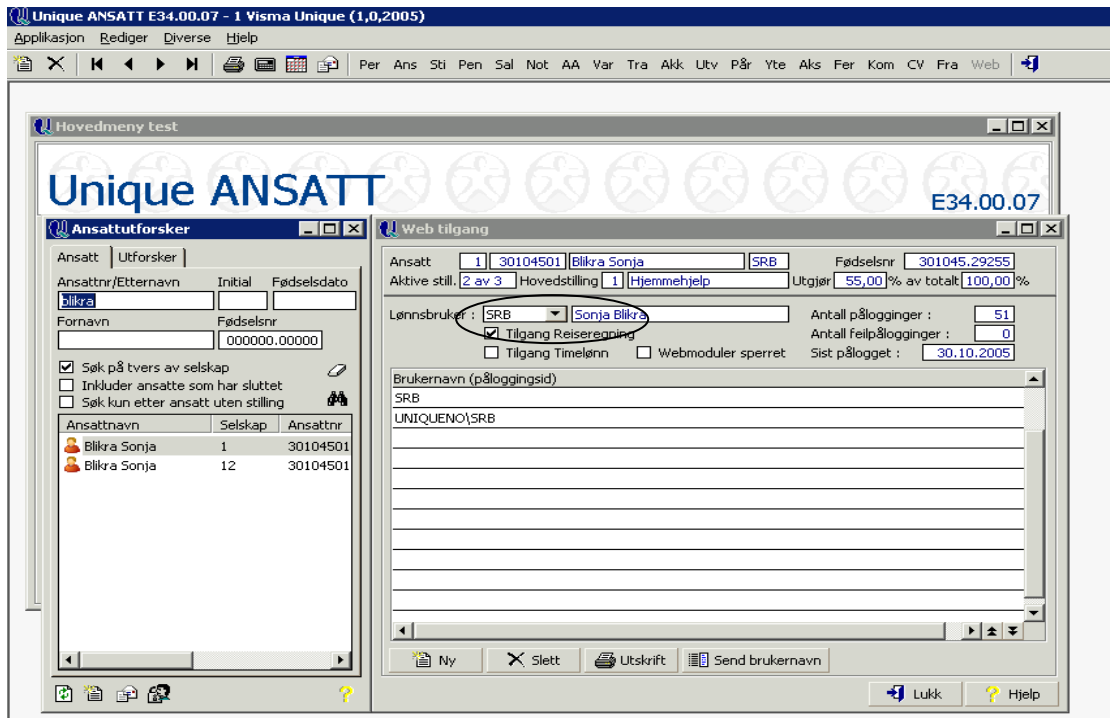 Unique ANSATT E34.00.07 - 1 Visma Unique (1,0,2005)
Applikasjon Rediger Diverse Hjelp
Per Ans Sti Pen Sal Not AA Var Tra Akk Utv Pår Yte Aks Fer Kom CV Fra Web
Hovedmeny test
Unique ANSATT
E34.00.07
Ansattutforsker
Ansatt Utforsker
Ansattnr/Etternavn Initial Fødselsdato
blikra
Fornavn Fødselsnr
000000.00000
Søk på tvers av selskap
Inkluder ansatte som har sluttet
Søk kun etter ansatt uten stilling
Ansattnavn Selskap Ansattnr
Blikra Sonja 1 30104501
Blikra Sonja 12 30104501
Web tilgang
Ansatt 1 30104501 Blikra Sonja SRB Fødselsnr 301045.29255
Aktive still. 2 av 3 Hovedstilling 1 Hjemmehjelp Utgjør 55,00 % av totalt 100,00 %
Lønnsbruker : SRB Sonja Blikra Antall pålogginger : 51
Tilgang Reiseregning Antall feilpålogginger : 0
Tilgang Timelønn Webmoduler sperret Sist pålogget : 30.10.2005
Brukernavn (påloggingsid)
SRB
UNIQUENO\SRB
Ny Slett Utskrift Send brukernavn
Lukk Hjelp